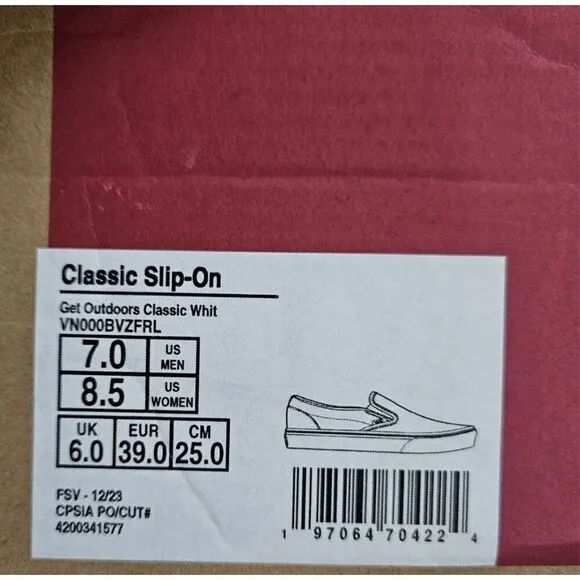 Classic Slip-On
Get Outdoors Classic Whit
VN000BVZFRL
7.0 US MEN
8.5 US WOMEN
UK EUR CM
6.0 39.0 25.0
FSV - 12/23
CPSIA PO/CUT#
4200341577
1 97064 70422 4